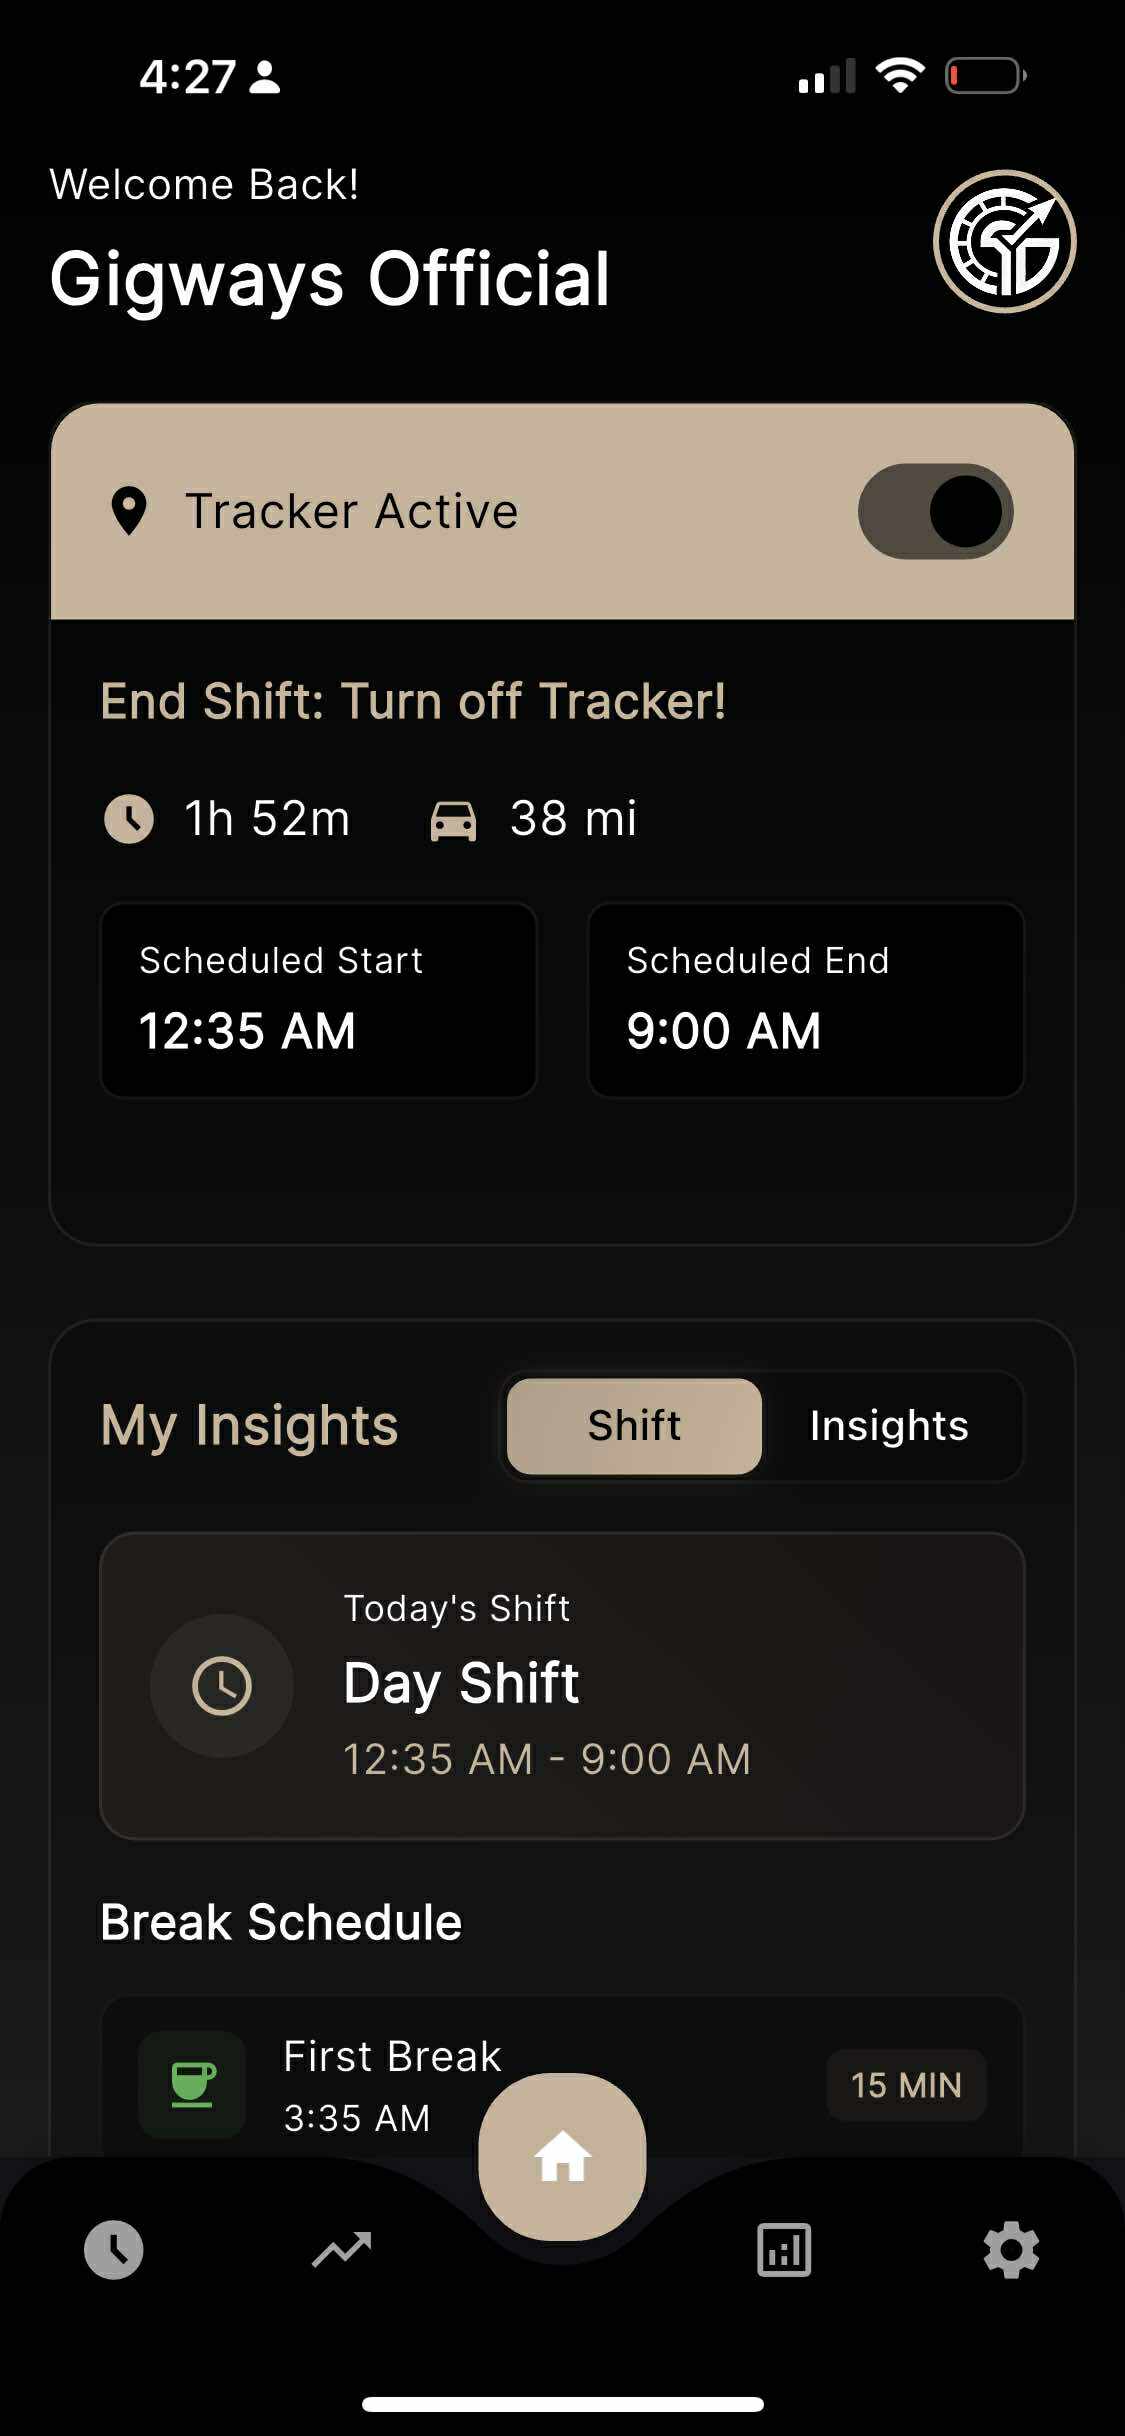 4:27
Welcome Back!
Gigways Official
Tracker Active
End Shift: Turn off Tracker!
1h 52m 38 mi
Scheduled Start Scheduled End
12:35 AM 9:00 AM
My Insights Shift Insights
Today's Shift
Day Shift
12:35 AM - 9:00 AM
Break Schedule
First Break
15 MIN
3:35 AM